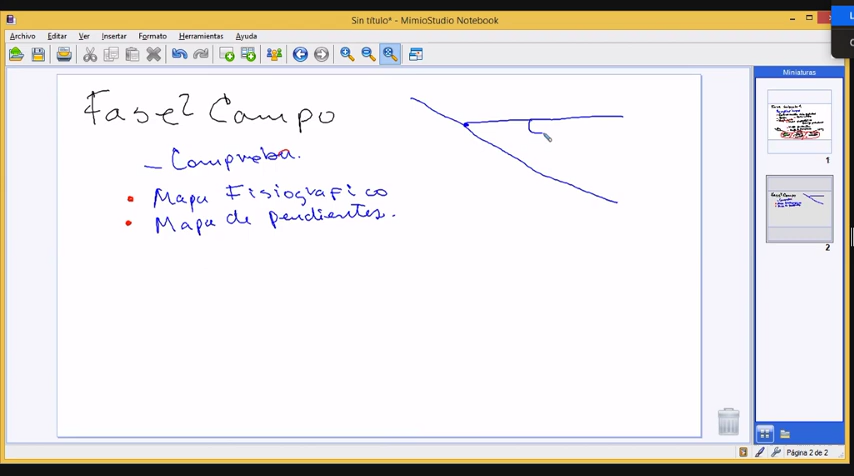 Sin título* - MimioStudio Notebook
Archivo Editar Ver Insertar Formato Herramientas Ayuda
Fase 2 Campo
- Comprueba.
• Mapa Fisiografico
• Mapa de pendientes.
Miniaturas
1
2
Página 2 de 2